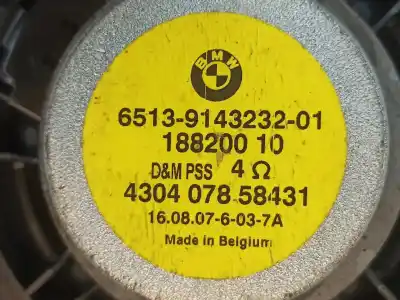 BMW
6513-9143232-01
188200 10
D&M PSS 4 Ω
4304 078 58431
16.08.07-6-03-7A
Made in Belgium